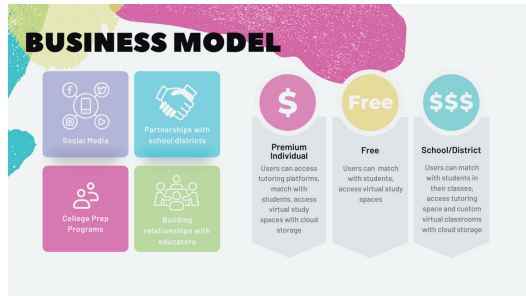 BUSINESS MODEL
Social Media
Partnerships with
school districts
College Prep
Programs
Building
relationships with
educators
$
Premium
Individual
Users can access
tutoring platforms,
match with
students, access
virtual study
spaces with cloud
storage
Free
Free
Users can match
with students,
access virtual study
spaces
$$$
School/District
Users can match
with students in
their classes,
access tutoring
space and custom
virtual classrooms
with cloud storage